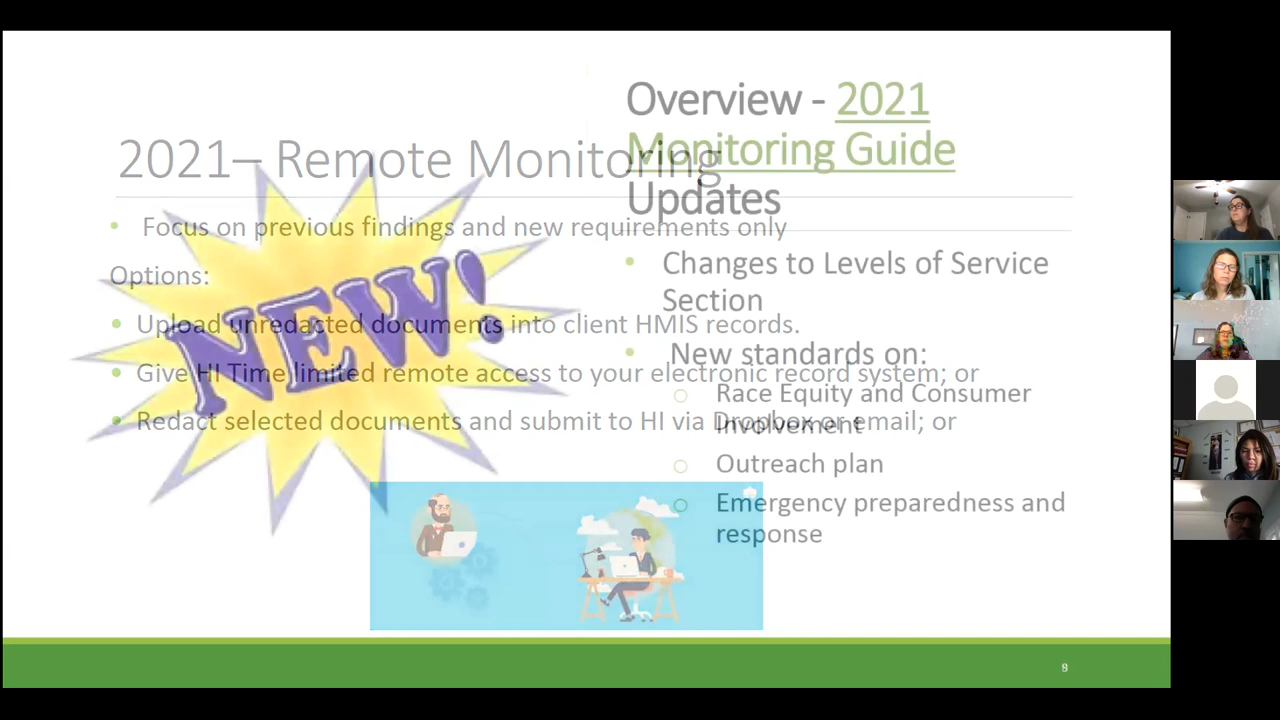 2021– Remote Monitoring
Focus on previous findings and new requirements only
Options:
Upload unredacted documents into client HMIS records.
Give HI Time limited remote access to your electronic record system; or
Redact selected documents and submit to HI via Dropbox or email; or
NEW!
Overview - 2021
Monitoring Guide
Updates
Changes to Levels of Service
Section
New standards on:
Race Equity and Consumer
Involvement
Outreach plan
Emergency preparedness and
response
8